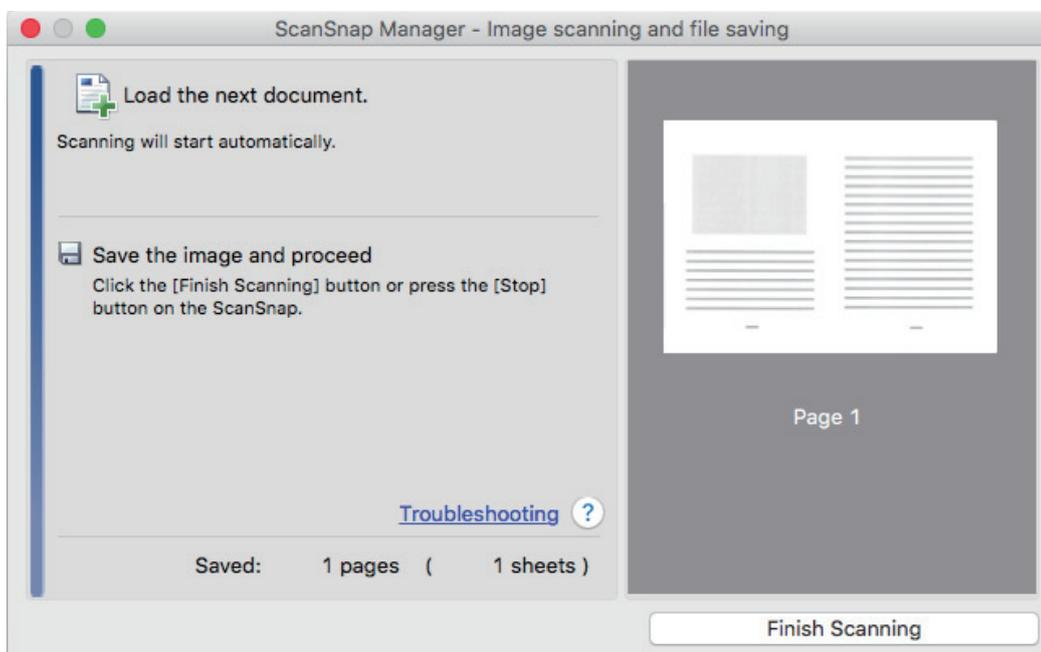 ScanSnap Manager - Image scanning and file saving
Load the next document.
Scanning will start automatically.
Save the image and proceed
Click the [Finish Scanning] button or press the [Stop]
button on the ScanSnap.
Troubleshooting ?
Saved: 1 pages ( 1 sheets )
Page 1
Finish Scanning